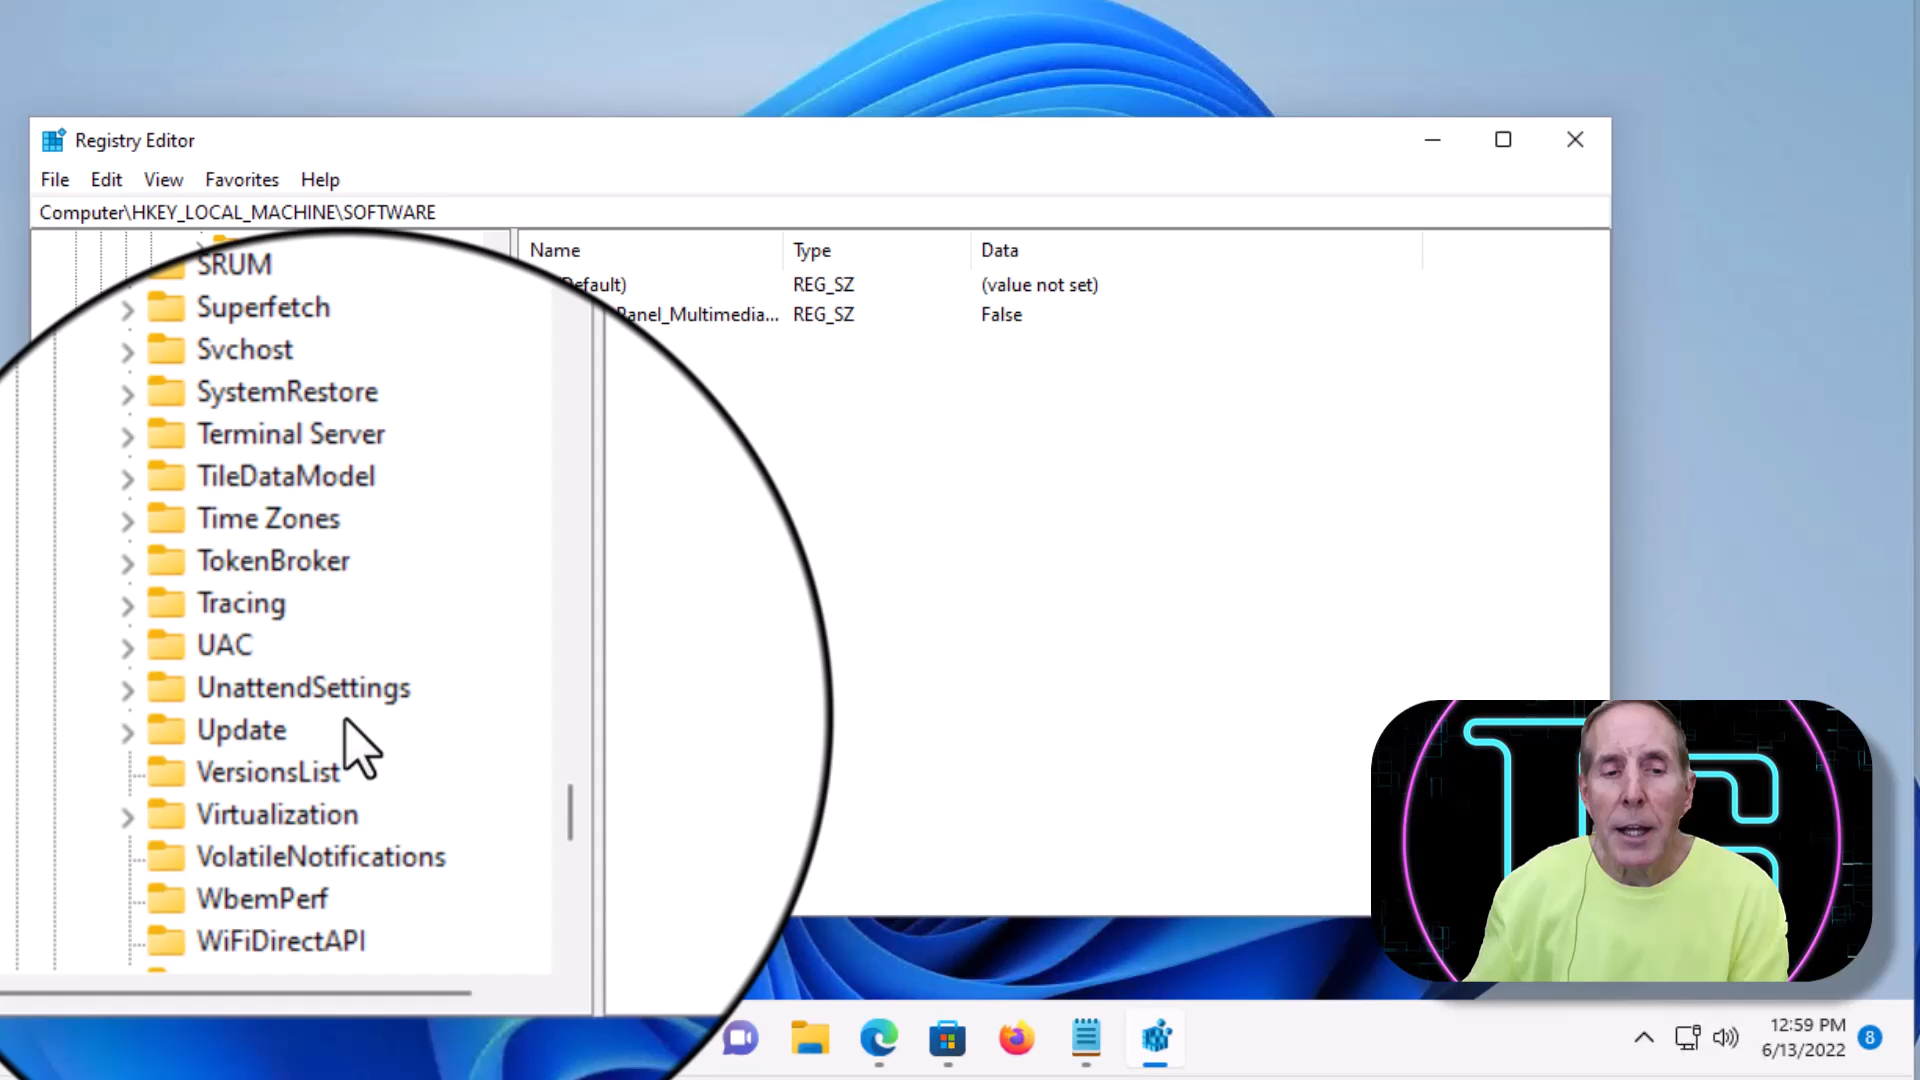 Registry Editor
File Edit View Favorites Help
Computer\HKEY_LOCAL_MACHINE\SOFTWARE
Name Type Data
Default) REG_SZ (value not set)
Panel_Multimedia... REG_SZ False
SRUM
Superfetch
Svchost
SystemRestore
Terminal Server
TileDataModel
Time Zones
TokenBroker
Tracing
UAC
UnattendSettings
Update
VersionsList
Virtualization
VolatileNotifications
WbemPerf
WiFiDirectAPI
12:59 PM
6/13/2022
8